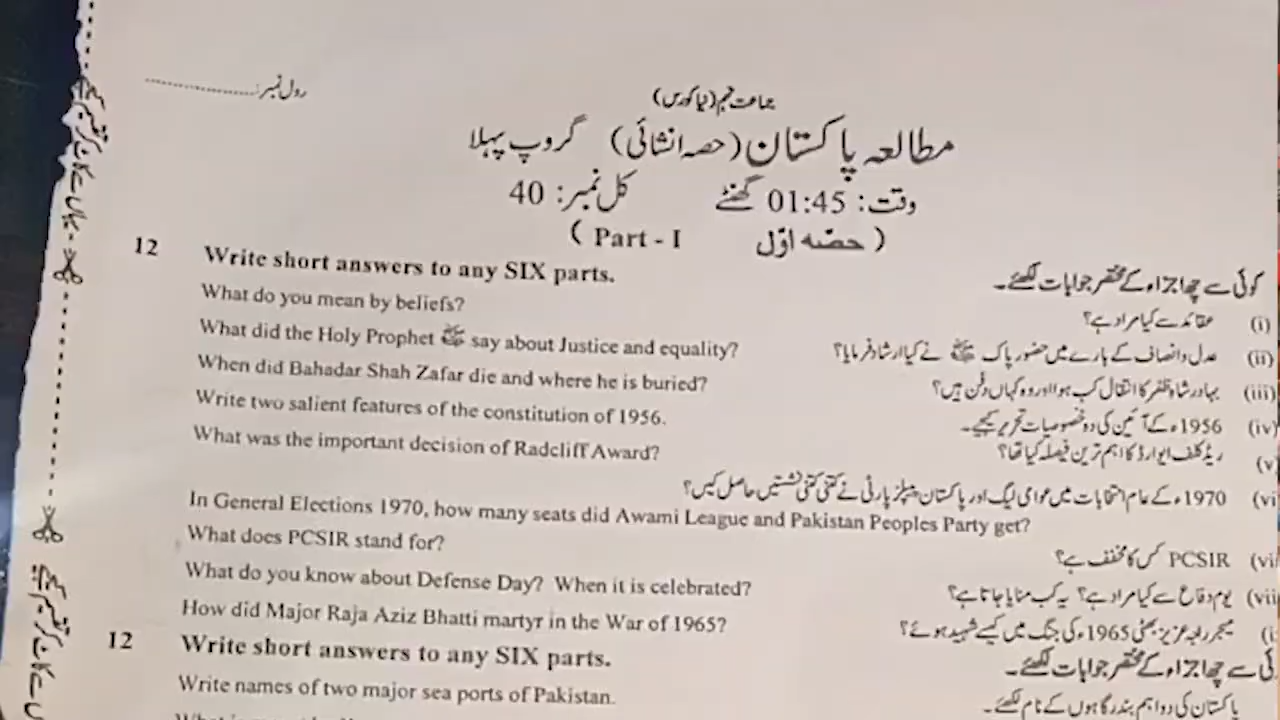 رول نمبر:....................
جماعت نہم (نیا کورس)
مطالعہ پاکستان (حصہ انشائی) گروپ پہلا
وقت: 01:45 گھنٹے کل نمبر: 40
(حصّہ اوّل Part - I)
12 Write short answers to any SIX parts. کوئی سے چھ اجزاء کے مختصر جوابات لکھئے۔
What do you mean by beliefs? عقائد سے کیا مراد ہے؟ (i)
What did the Holy Prophet ﷺ say about Justice and equality? عدل و انصاف کے بارے میں حضور پاک ﷺ نے کیا ارشاد فرمایا؟ (ii)
When did Bahadar Shah Zafar die and where he is buried? بہادر شاہ ظفر کا انتقال کب ہوا اور وہ کہاں دفن ہیں؟ (iii)
Write two salient features of the constitution of 1956. 1956ء کے آئین کی دو خصوصیات تحریر کیجیے۔ (iv)
What was the important decision of Radcliff Award? ریڈ کلف ایوارڈ کا اہم ترین فیصلہ کیا تھا؟ (v
1970ء کے عام انتخابات میں عوامی لیگ اور پاکستان پیپلز پارٹی نے کتنی کتنی نشستیں حاصل کیں؟ (vi
In General Elections 1970, how many seats did Awami League and Pakistan Peoples Party get?
What does PCSIR stand for? PCSIR کس کا مخفف ہے؟ (vi
What do you know about Defense Day? When it is celebrated? یوم دفاع سے کیا مراد ہے؟ یہ کب منایا جاتا ہے؟ (vii
How did Major Raja Aziz Bhatti martyr in the War of 1965? میجر راجہ عزیز بھٹی 1965ء کی جنگ میں کیسے شہید ہوئے؟ (i
12 Write short answers to any SIX parts. ئی سے چھ اجزاء کے مختصر جوابات لکھئے۔
Write names of two major sea ports of Pakistan. پاکستان کی دو اہم بندرگاہوں کے نام لکھئے۔